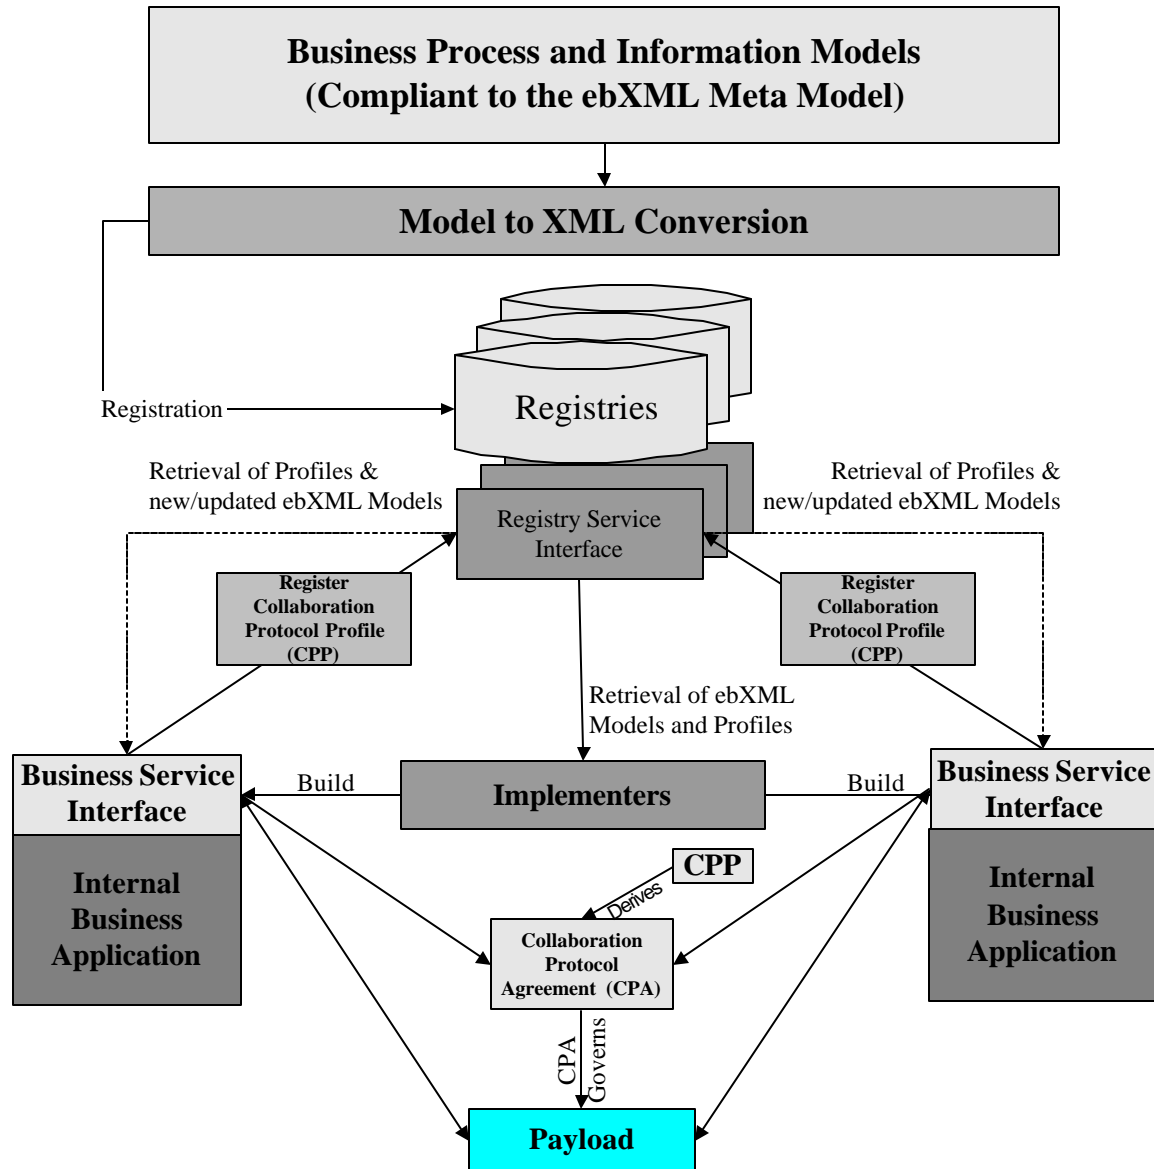 Business Process and Information Models
(Compliant to the ebXML Meta Model)
Model to XML Conversion
Registries
Registration
Retrieval of Profiles &
new/updated ebXML Models
Retrieval of Profiles &
new/updated ebXML Models
Registry Service
Interface
Register
Collaboration
Protocol Profile
(CPP)
Register
Collaboration
Protocol Profile
(CPP)
Retrieval of ebXML
Models and Profiles
Business Service
Interface
Build
Implementers
Build
Business Service
Interface
CPP
Derives
Internal
Business
Application
Internal
Business
Application
Collaboration
Protocol
Agreement (CPA)
CPA
Governs
Payload